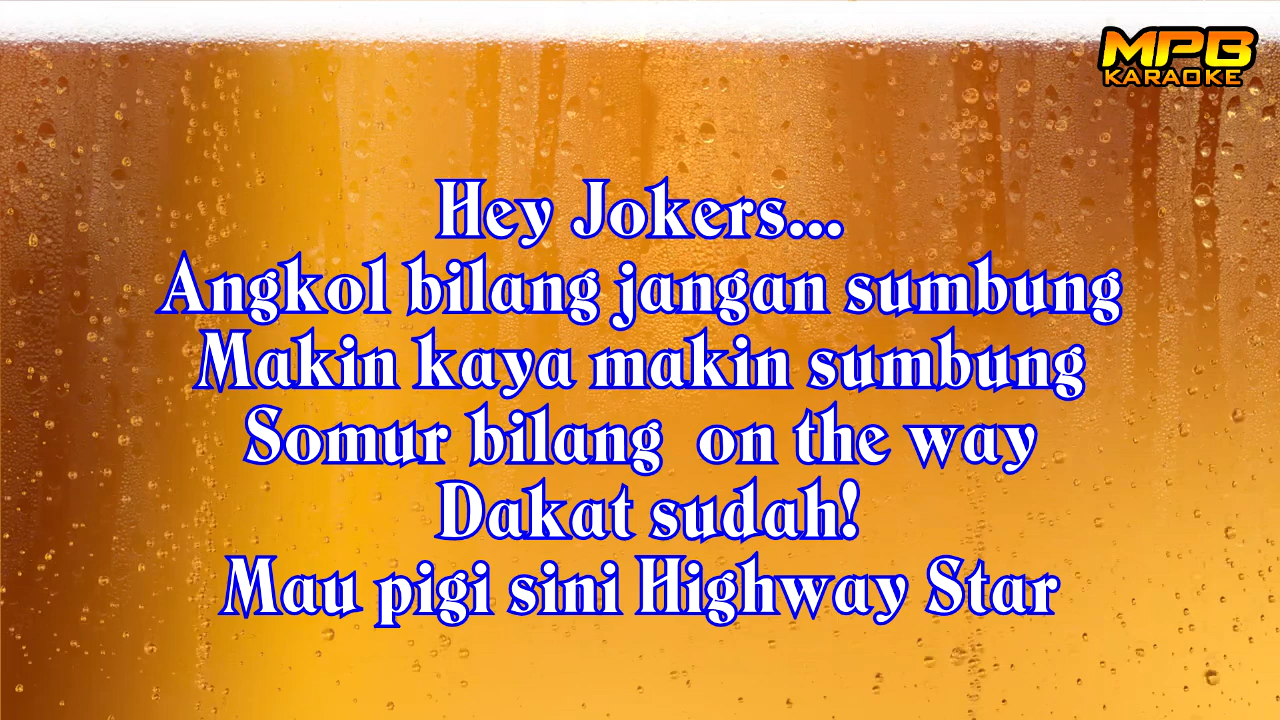 MPB
KARAOKE
Hey Jokers...
Angkol bilang jangan sumbung
Makin kaya makin sumbung
Somur bilang  on the way
Dakat sudah!
Mau pigi sini Highway Star